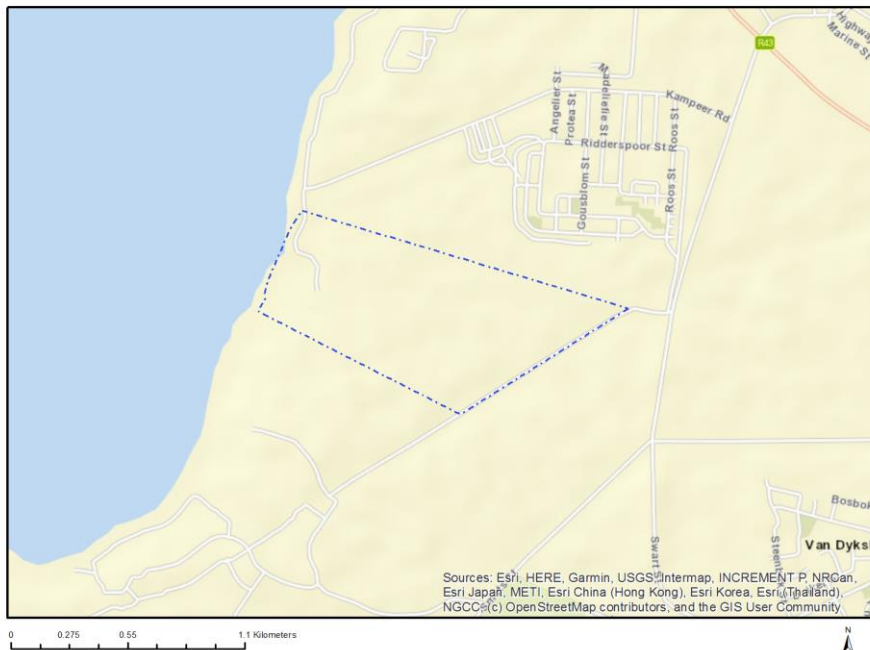 Highway
Marine St
R43
Madeliefie St
Angelier St
Protea St
Kampeer Rd
Roos St
Ridderspoor St
Gousblom St
Roos St
Bosbok
Van Dyks
Steenbok
Swart S
Sources: Esri, HERE, Garmin, USGS, Intermap, INCREMENT P, NRCan,
Esri Japan, METI, Esri China (Hong Kong), Esri Korea, Esri (Thailand),
NGCC, (c) OpenStreetMap contributors, and the GIS User Community
0 0.275 0.55 1.1 Kilometers
N